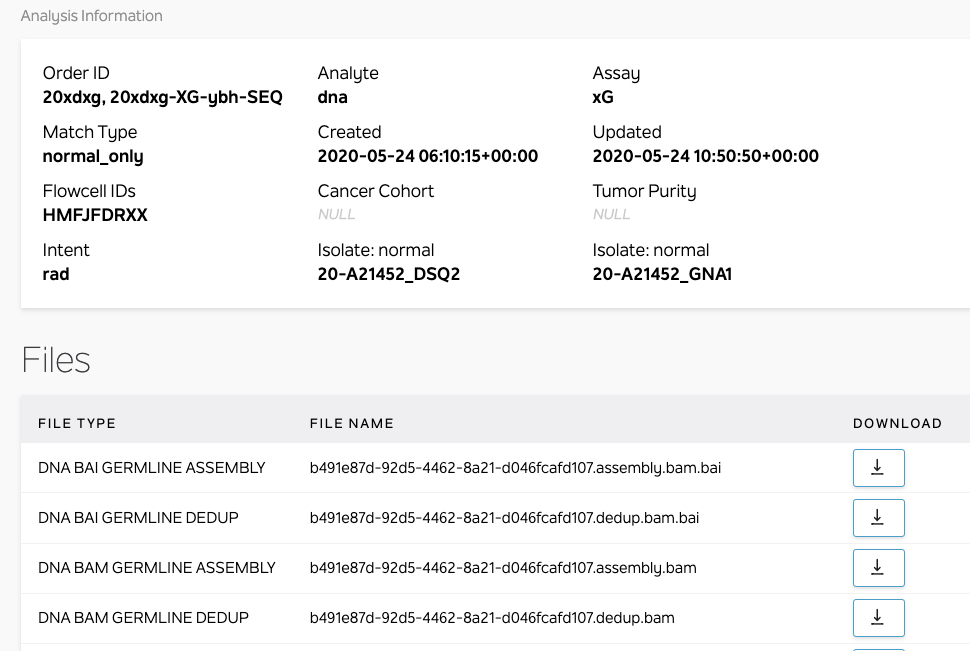 Analysis Information
Order ID Analyte Assay
20xdxg, 20xdxg-XG-ybh-SEQ dna xG
Match Type Created Updated
normal_only 2020-05-24 06:10:15+00:00 2020-05-24 10:50:50+00:00
Flowcell IDs Cancer Cohort Tumor Purity
HMFJFDRXX NULL NULL
Intent Isolate: normal Isolate: normal
rad 20-A21452_DSQ2 20-A21452_GNA1
Files
FILE TYPE FILE NAME DOWNLOAD
DNA BAI GERMLINE ASSEMBLY b491e87d-92d5-4462-8a21-d046fcafd107.assembly.bam.bai
DNA BAI GERMLINE DEDUP b491e87d-92d5-4462-8a21-d046fcafd107.dedup.bam.bai
DNA BAM GERMLINE ASSEMBLY b491e87d-92d5-4462-8a21-d046fcafd107.assembly.bam
DNA BAM GERMLINE DEDUP b491e87d-92d5-4462-8a21-d046fcafd107.dedup.bam